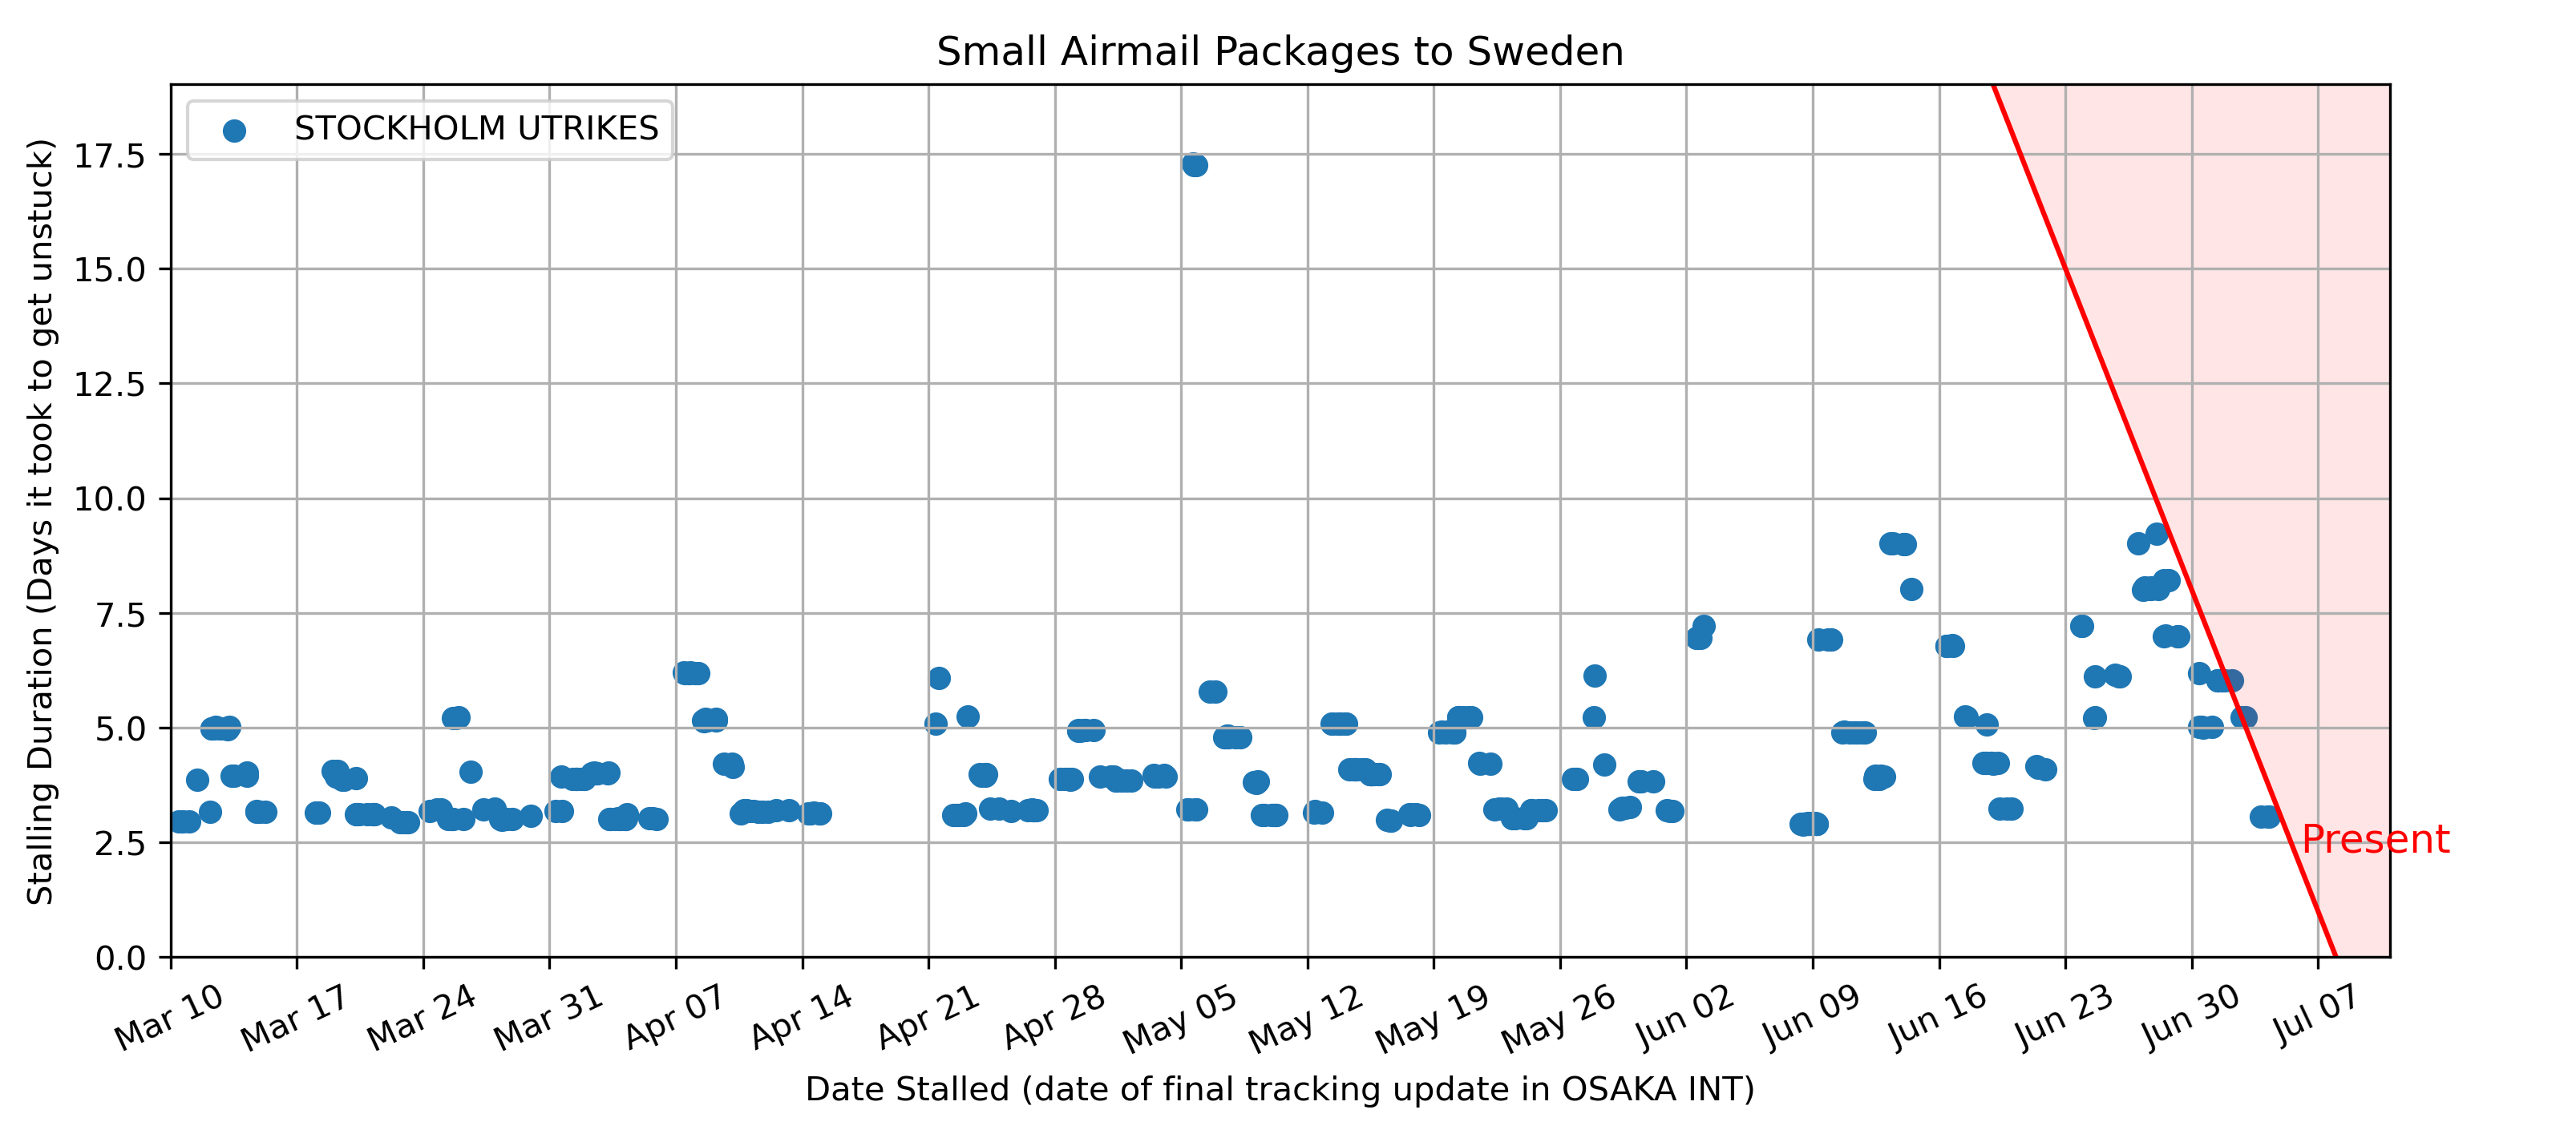 Small Airmail Packages to Sweden
STOCKHOLM UTRIKES
Stalling Duration (Days it took to get unstuck)
17.5
15.0
12.5
10.0
7.5
5.0
2.5
0.0
Present
Mar 10
Mar 17
Mar 24
Mar 31
Apr 07
Apr 14
Apr 21
Apr 28
May 05
May 12
May 19
May 26
Jun 02
Jun 09
Jun 16
Jun 23
Jun 30
Jul 07
Date Stalled (date of final tracking update in OSAKA INT)